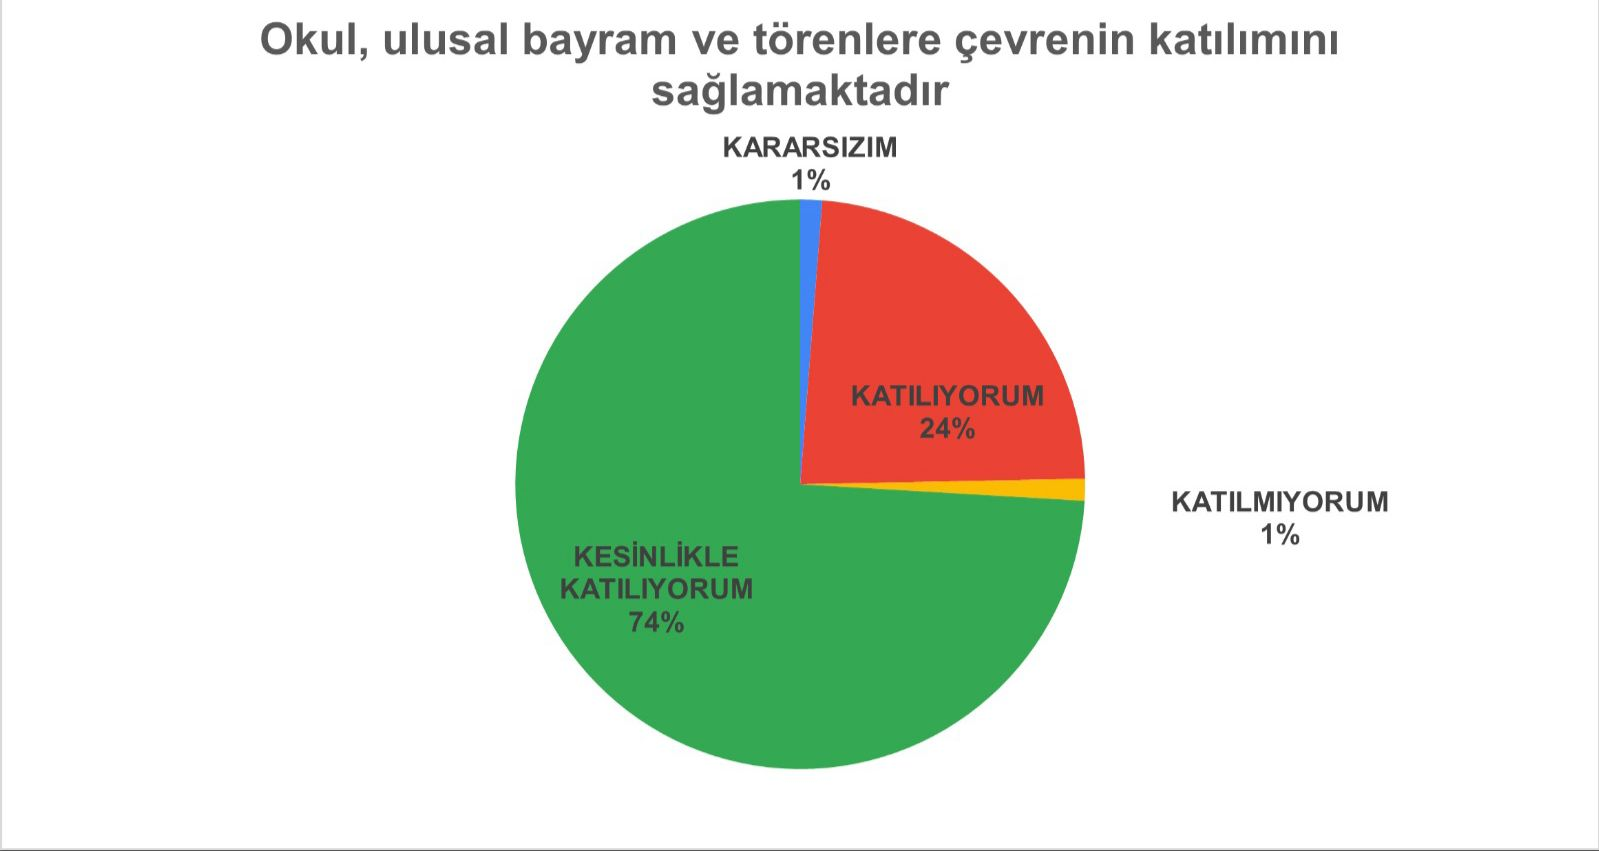 Okul, ulusal bayram ve törenlere çevrenin katılımını
sağlamaktadır
KARARSIZIM
1%
KATILIYORUM
24%
KATILMIYORUM
1%
KESİNLİKLE
KATILIYORUM
74%